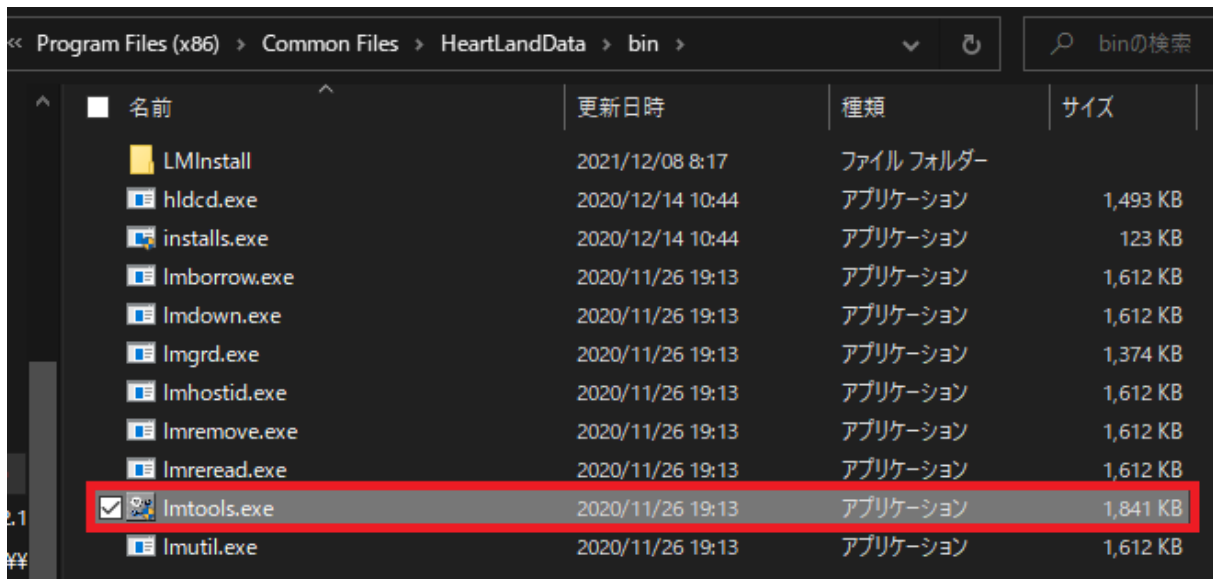 « Program Files (x86) > Common Files > HeartLandData > bin > binの検索
名前 更新日時 種類 サイズ
LMInstall 2021/12/08 8:17 ファイル フォルダー
hldcd.exe 2020/12/14 10:44 アプリケーション 1,493 KB
installs.exe 2020/12/14 10:44 アプリケーション 123 KB
lmborrow.exe 2020/11/26 19:13 アプリケーション 1,612 KB
lmdown.exe 2020/11/26 19:13 アプリケーション 1,612 KB
lmgrd.exe 2020/11/26 19:13 アプリケーション 1,374 KB
lmhostid.exe 2020/11/26 19:13 アプリケーション 1,612 KB
lmremove.exe 2020/11/26 19:13 アプリケーション 1,612 KB
lmreread.exe 2020/11/26 19:13 アプリケーション 1,612 KB
lmtools.exe 2020/11/26 19:13 アプリケーション 1,841 KB
lmutil.exe 2020/11/26 19:13 アプリケーション 1,612 KB